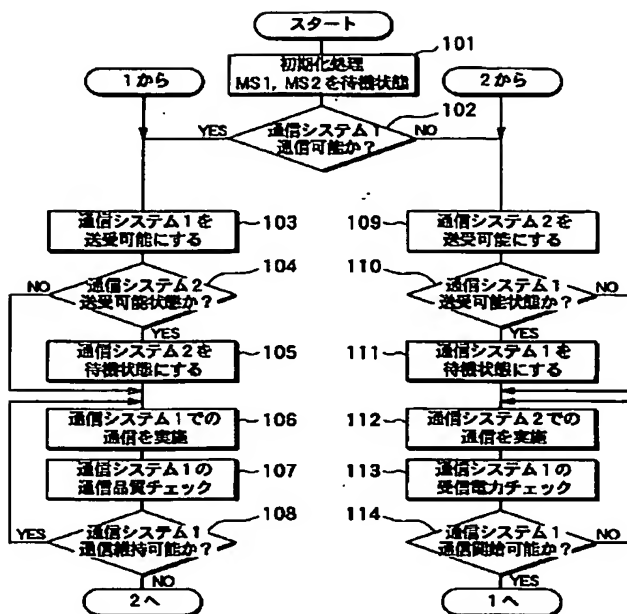 スタート
101
初期化処理
MS1, MS2を待機状態
1から
2から
102
YES
通信システム1
通信可能か?
NO
通信システム1を
送受可能にする
103
104
NO
通信システム2
送受可能状態か?
YES
通信システム2を
待機状態にする
105
通信システム1での
通信を実施
106
通信システム1の
通信品質チェック
107
108
YES
通信システム1
通信維持可能か?
NO
2へ
109
通信システム2を
送受可能にする
110
通信システム1
送受可能状態か?
NO
YES
111
通信システム1を
待機状態にする
112
通信システム2での
通信を実施
113
通信システム1の
受信電力チェック
114
通信システム1
通信開始可能か?
NO
YES
1へ